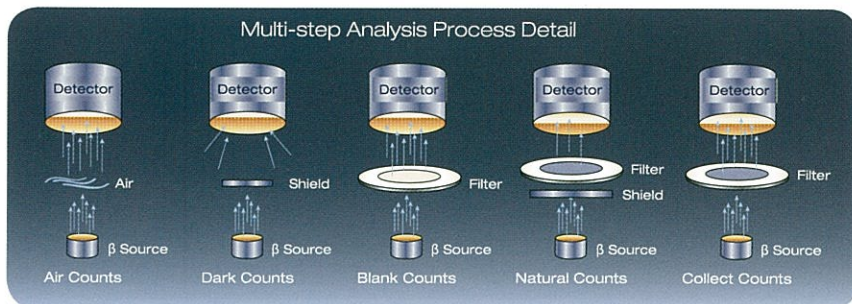 Multi-step Analysis Process Detail
Detector
Detector
Detector
Detector
Detector
Air
Shield
Filter
Filter
Shield
Filter
β Source
β Source
β Source
β Source
β Source
Air Counts
Dark Counts
Blank Counts
Natural Counts
Collect Counts